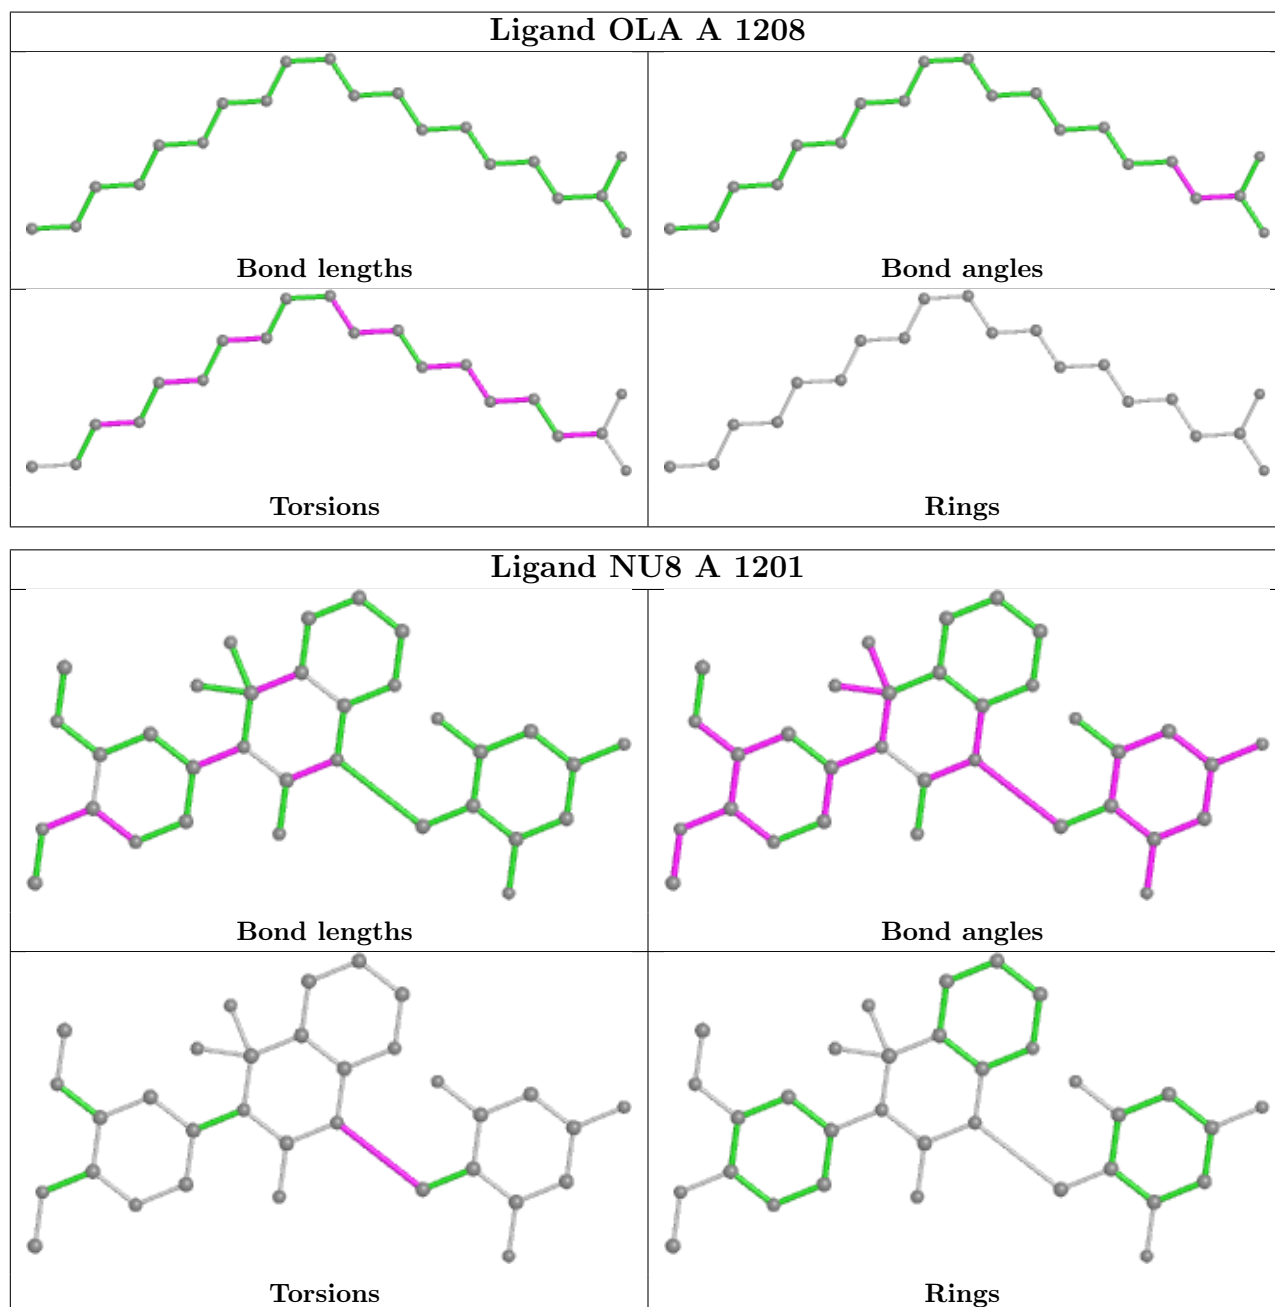 Ligand OLA A 1208
Bond lengths
Bond angles
Torsions
Rings
Ligand NU8 A 1201
Bond lengths
Bond angles
Torsions
Rings